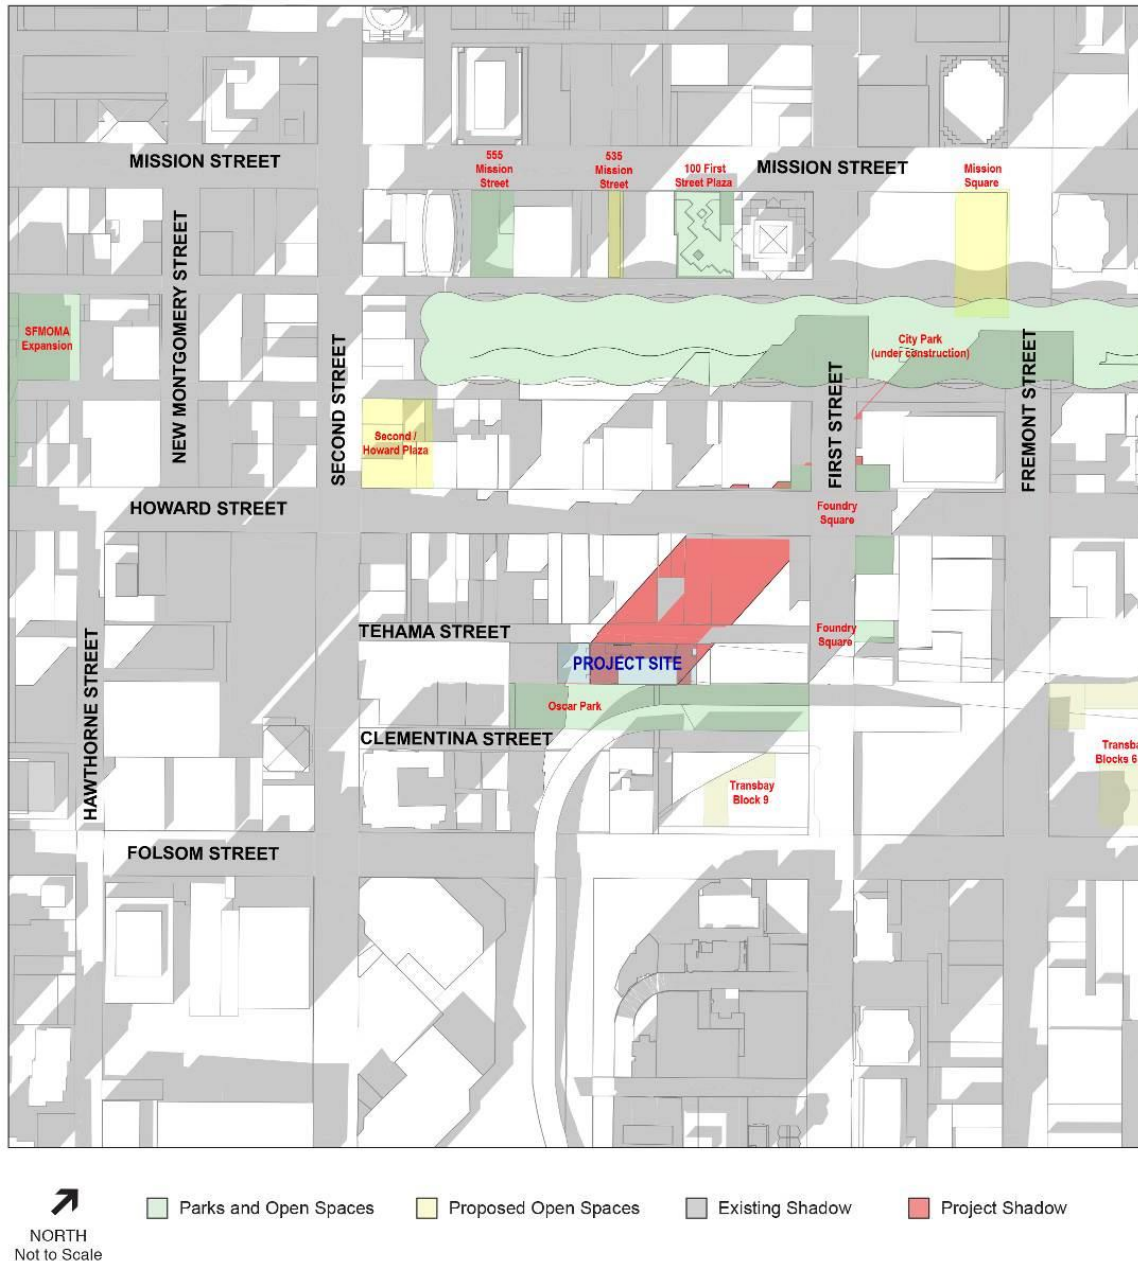 555
Mission
Street
535
Mission
Street
100 First
Street Plaza
MISSION STREET
MISSION STREET
Mission
Square
NEW MONTGOMERY STREET
SFMOMA
Expansion
SECOND STREET
City Park
(under construction)
FIRST STREET
FREMONT STREET
Second /
Howard Plaza
HOWARD STREET
Foundry
Square
HAWTHORNE STREET
TEHAMA STREET
Foundry
Square
PROJECT SITE
Oscar Park
CLEMENTINA STREET
Transba
Blocks 6
Transbay
Block 9
FOLSOM STREET
NORTH
Not to Scale
Parks and Open Spaces
Proposed Open Spaces
Existing Shadow
Project Shadow